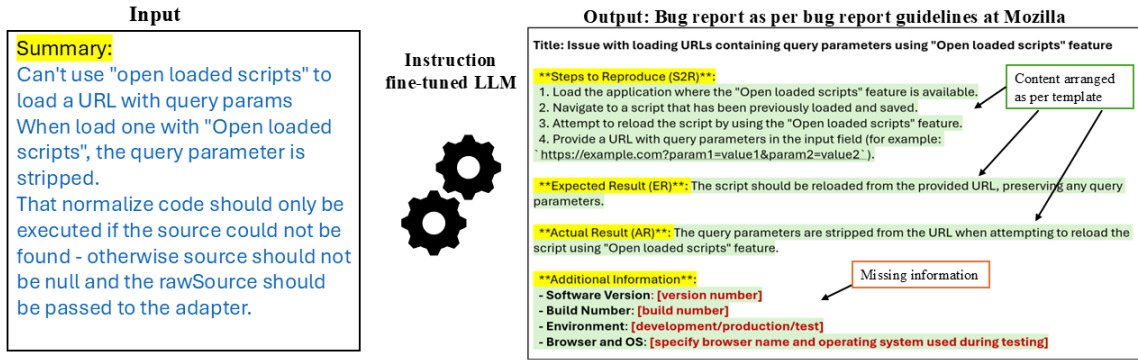 Input
Summary:
Can't use "open loaded scripts" to
load a URL with query params
When load one with "Open loaded
scripts", the query parameter is
stripped.
That normalize code should only be
executed if the source could not be
found - otherwise source should not
be null and the rawSource should
be passed to the adapter.
Instruction
fine-tuned LLM
Output: Bug report as per bug report guidelines at Mozilla
Title: Issue with loading URLs containing query parameters using "Open loaded scripts" feature
**Steps to Reproduce (S2R)**:
1. Load the application where the "Open loaded scripts" feature is available.
2. Navigate to a script that has been previously loaded and saved.
3. Attempt to reload the script by using the "Open loaded scripts" feature.
4. Provide a URL with query parameters in the input field (for example:
`https://example.com?param1=value1&param2=value2`).
Content arranged
as per template
**Expected Result (ER)**: The script should be reloaded from the provided URL, preserving any query
parameters.
**Actual Result (AR)**: The query parameters are stripped from the URL when attempting to reload the
script using "Open loaded scripts" feature.
**Additional Information**:
- Software Version: [version number]
- Build Number: [build number]
- Environment: [development/production/test]
- Browser and OS: [specify browser name and operating system used during testing]
Missing information